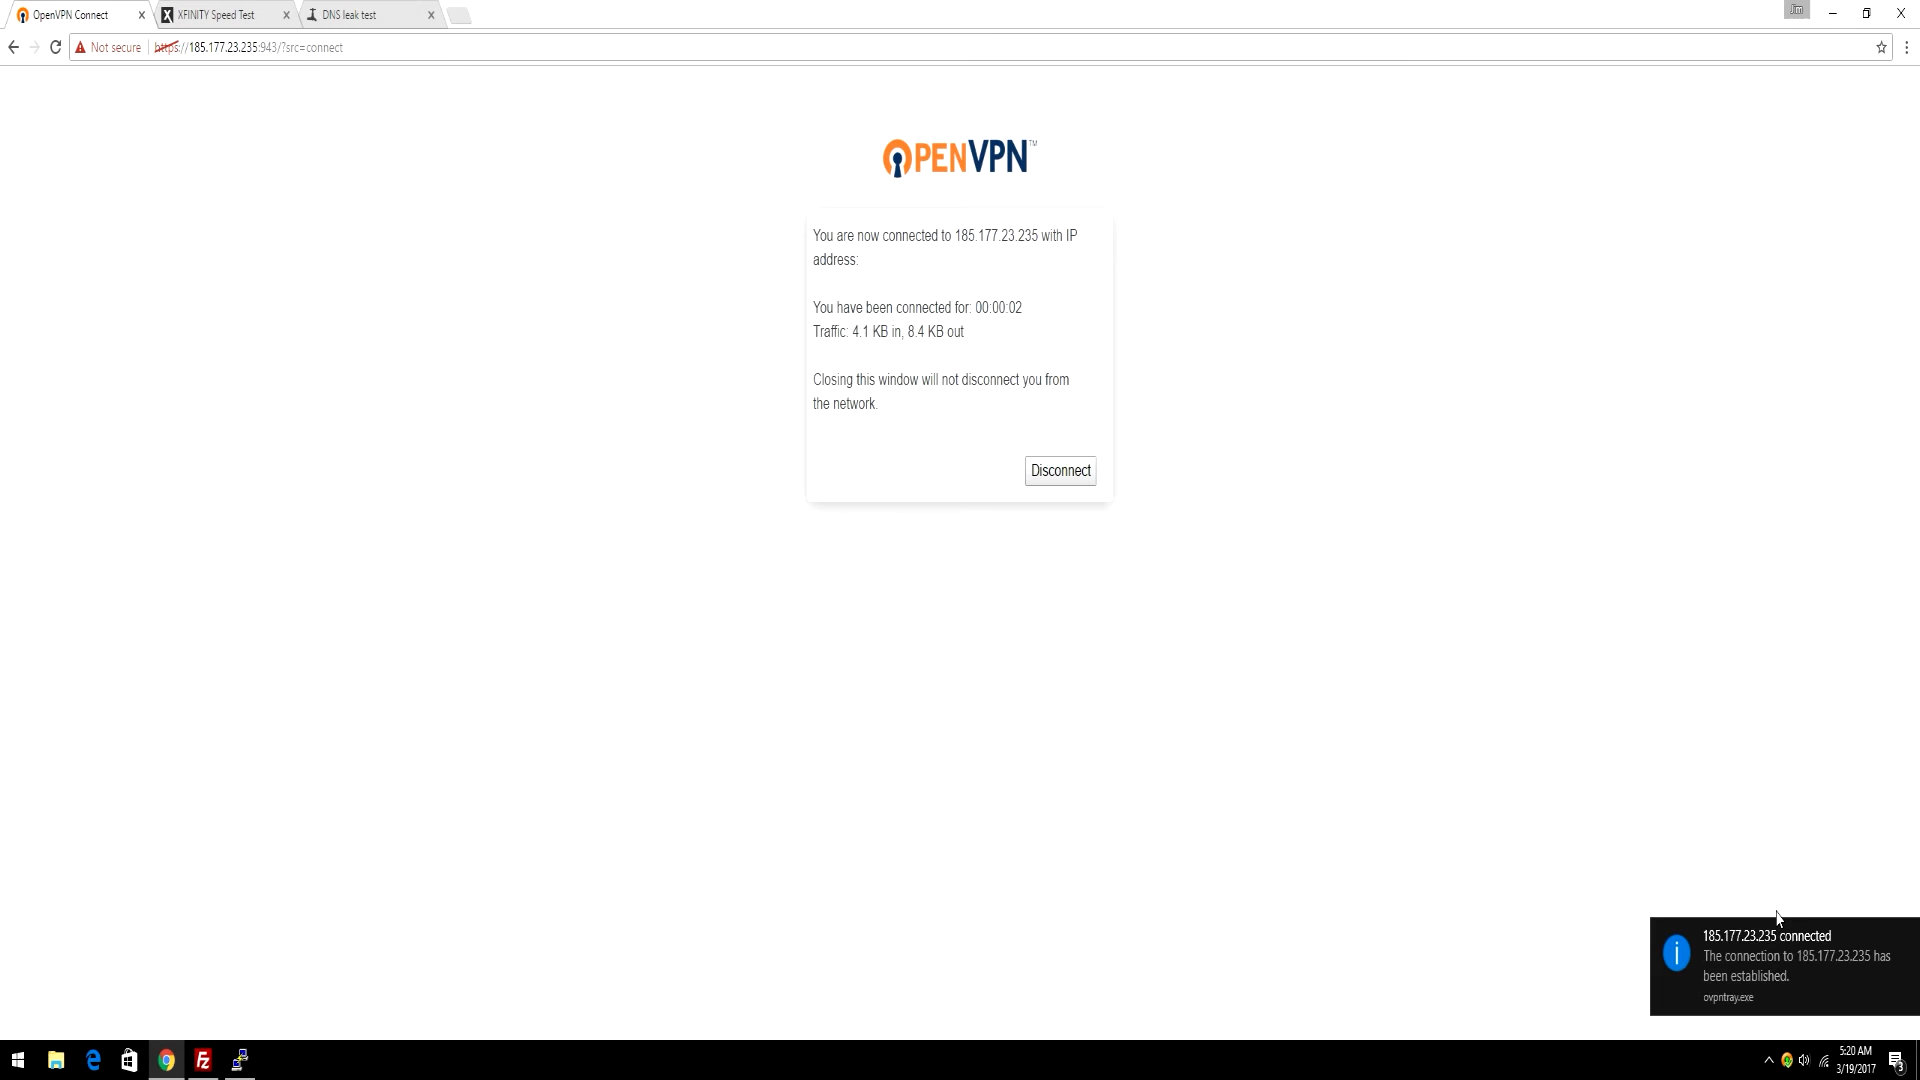 OpenVPN Connect
XFINITY Speed Test
DNS leak test
Jim
Not secure
https://185.177.23.235:943/?src=connect
OPENVPN™
You are now connected to 185.177.23.235 with IP
address:
You have been connected for: 00:00:02
Traffic: 4.1 KB in, 8.4 KB out
Closing this window will not disconnect you from
the network.
Disconnect
185.177.23.235 connected
The connection to 185.177.23.235 has
been established.
ovpntray.exe
5:20 AM
3/19/2017
3